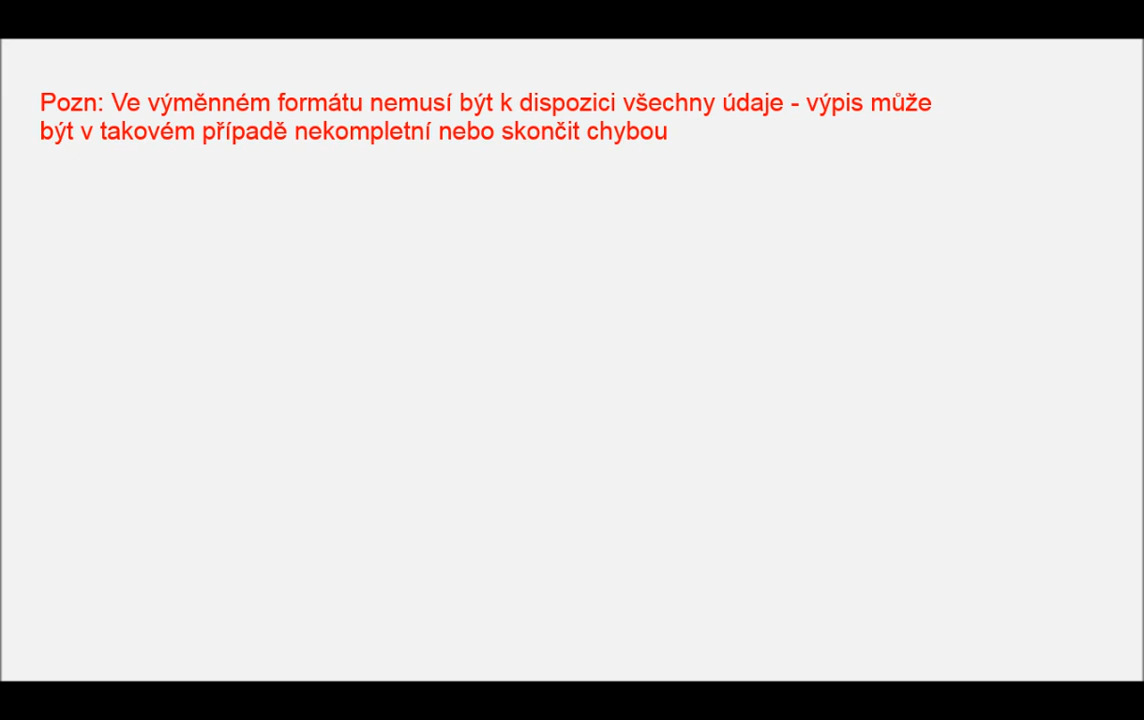 Pozn: Ve výměnném formátu nemusí být k dispozici všechny údaje - výpis může
být v takovém případě nekompletní nebo skončit chybou